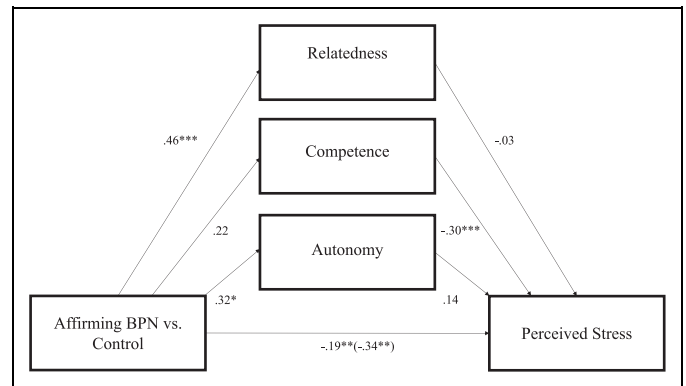 Relatedness
.46***
-.03
Competence
.22
-.30***
Autonomy
.32*
.14
Affirming BPN vs.
Control
Perceived Stress
-.19**(-.34**)